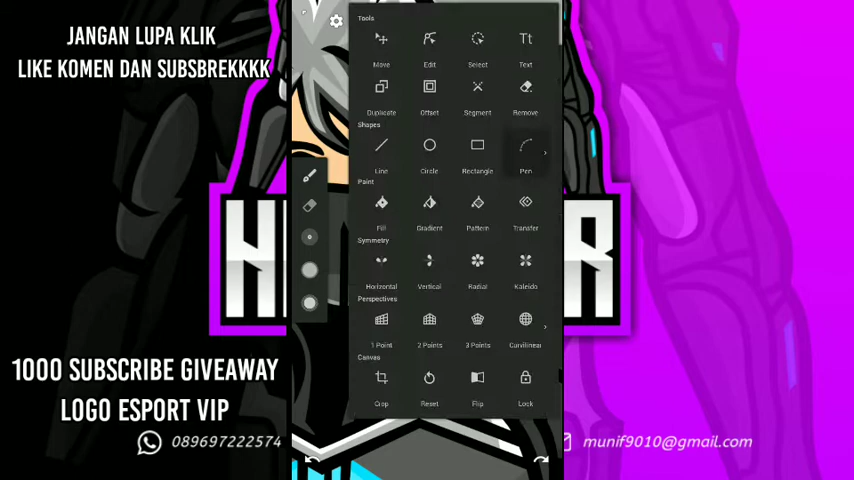 JANGAN LUPA KLIK
LIKE KOMEN DAN SUBSBREKKKK
Tools
Move Edit Select Text
Duplicate Offset Segment Remove
Shapes
Line Circle Rectangle Pen
Paint
Fill Gradient Pattern Transfer
Symmetry
Horizontal Vertical Radial Kaleido
Perspectives
1 Point 2 Points 3 Points Curvilinear
Canvas
Crop Reset Flip Lock
1000 SUBSCRIBE GIVEAWAY
LOGO ESPORT VIP
089697222574
munif9010@gmail.com